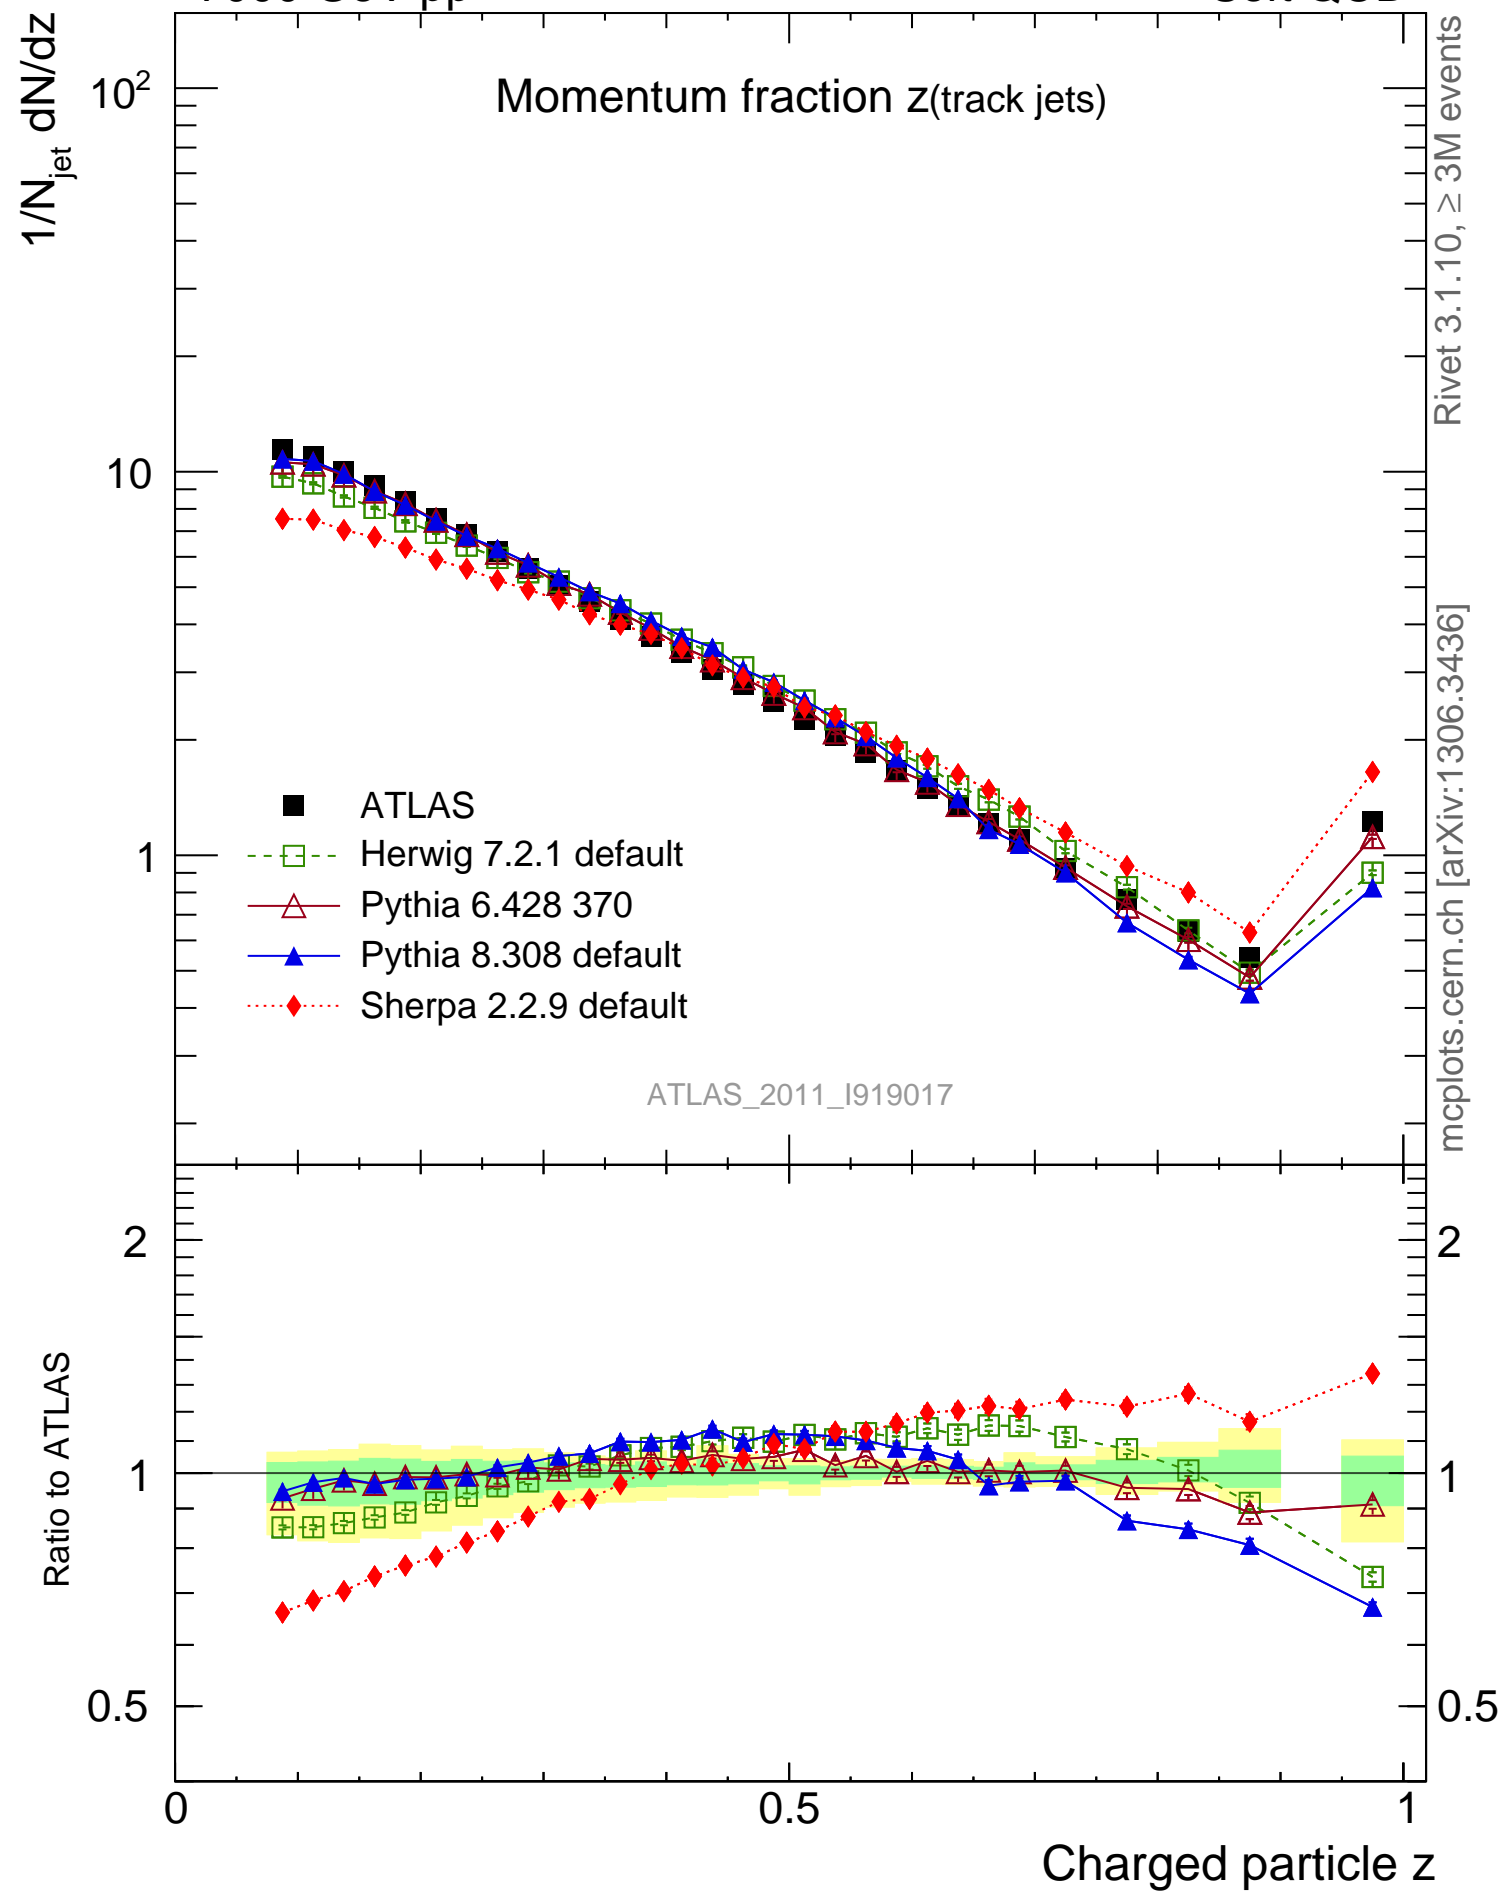 1/N_jet dN/dz
10²
10
1
Momentum fraction z(track jets)
ATLAS
Herwig 7.2.1 default
Pythia 6.428 370
Pythia 8.308 default
Sherpa 2.2.9 default
ATLAS_2011_I919017
Rivet 3.1.10, ≥ 3M events
mcplots.cern.ch [arXiv:1306.3436]
Ratio to ATLAS
2
1
0.5
2
1
0.5
0
0.5
1
Charged particle z